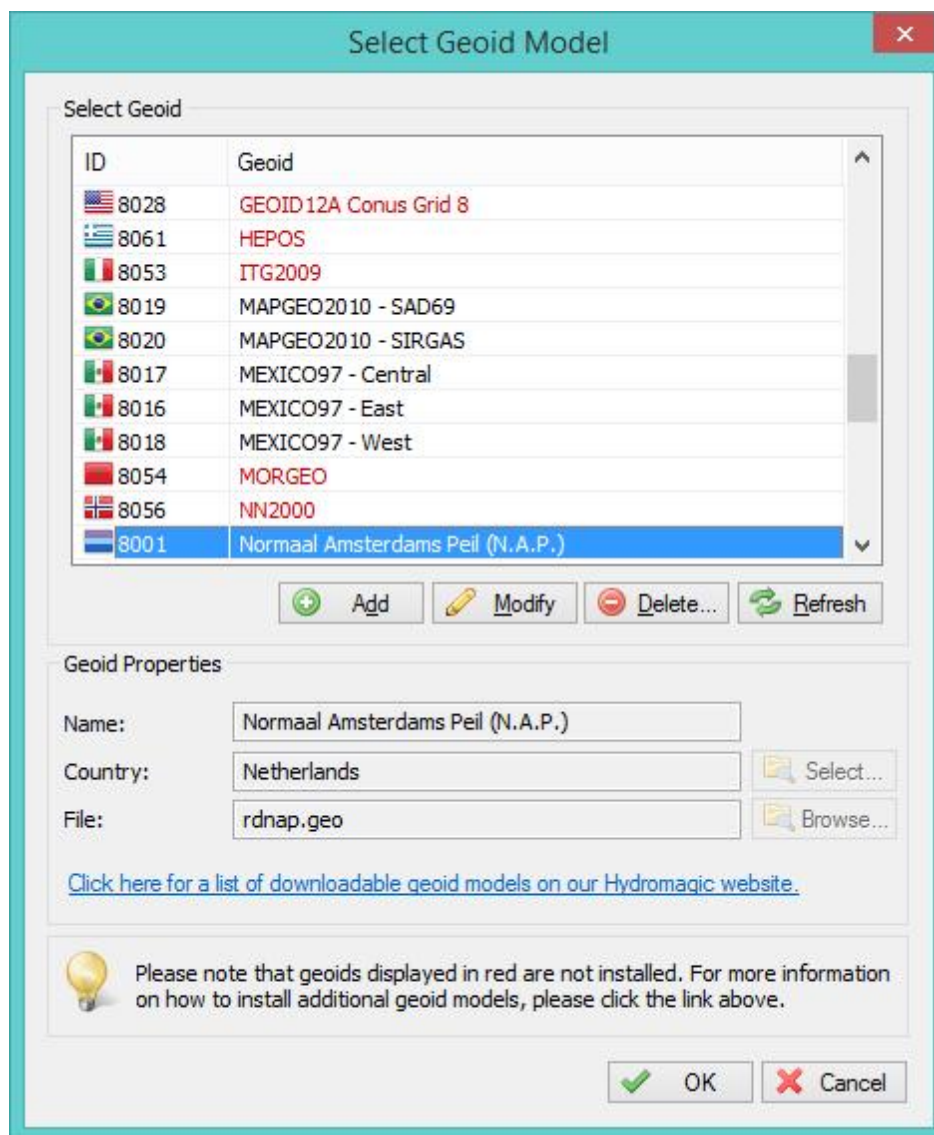 Select Geoid Model
Select Geoid
ID Geoid
8028 GEOID12A Conus Grid 8
8061 HEPOS
8053 ITG2009
8019 MAPGEO2010 - SAD69
8020 MAPGEO2010 - SIRGAS
8017 MEXICO97 - Central
8016 MEXICO97 - East
8018 MEXICO97 - West
8054 MORGEO
8056 NN2000
8001 Normaal Amsterdams Peil (N.A.P.)
Add Modify Delete... Refresh
Geoid Properties
Name: Normaal Amsterdams Peil (N.A.P.)
Country: Netherlands Select...
File: rdnap.geo Browse...
Click here for a list of downloadable geoid models on our Hydromagic website.
Please note that geoids displayed in red are not installed. For more information
on how to install additional geoid models, please click the link above.
OK Cancel